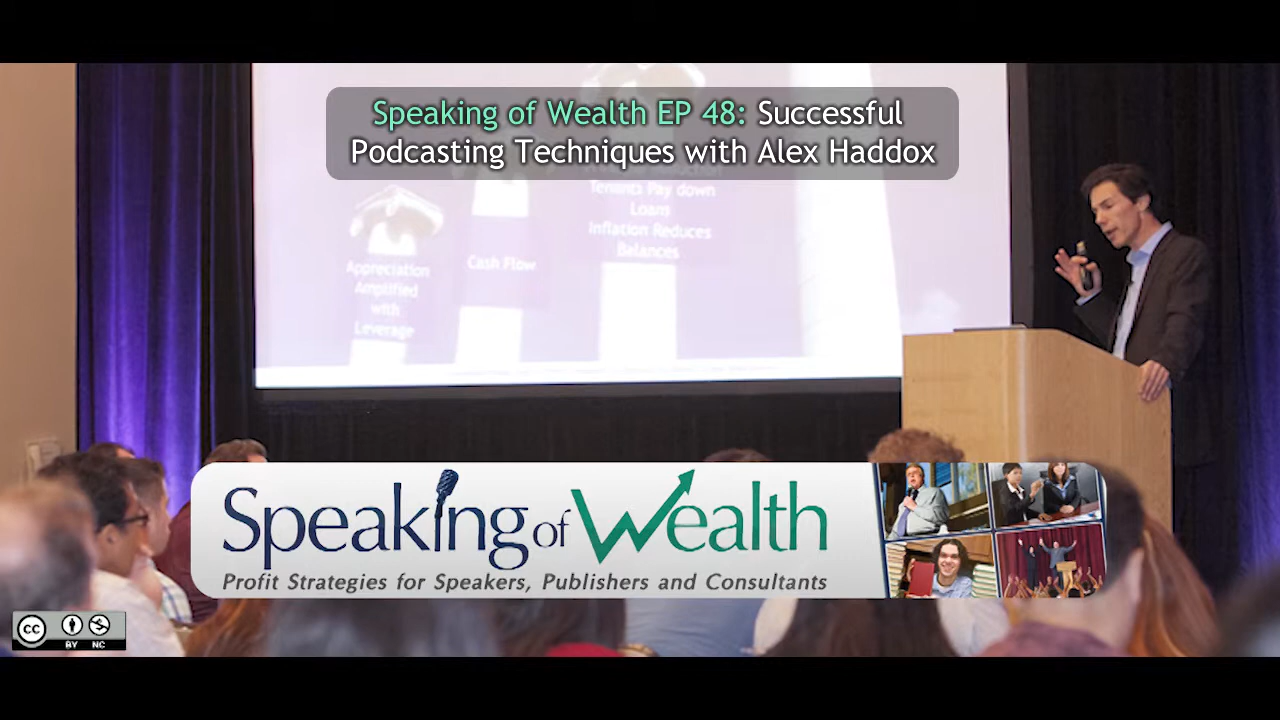 Speaking of Wealth EP 48: Successful
Podcasting Techniques with Alex Haddox
Appreciation
Amplified
with
Leverage
Cash Flow
Tenants Pay down
Loans
Inflation Reduces
Balances
Speaking of Wealth
Profit Strategies for Speakers, Publishers and Consultants
cc
BY NC